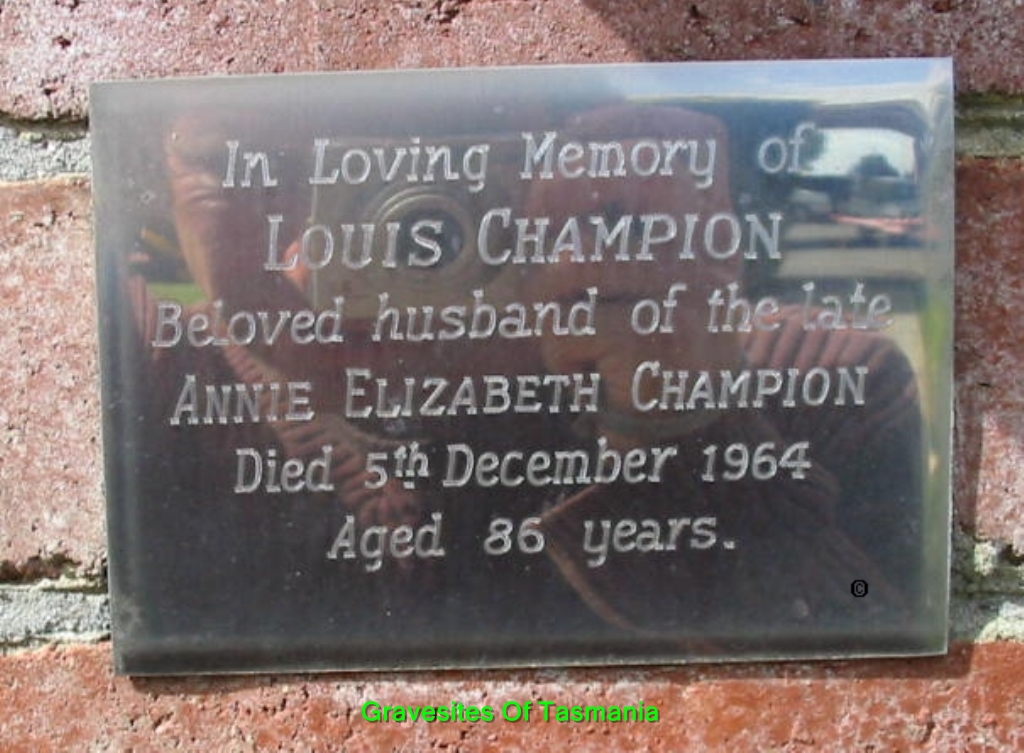 In Loving Memory of
LOUIS CHAMPION
Beloved husband of the late
ANNIE ELIZABETH CHAMPION
Died 5th December 1964
Aged 86 years.
©
Gravesites Of Tasmania